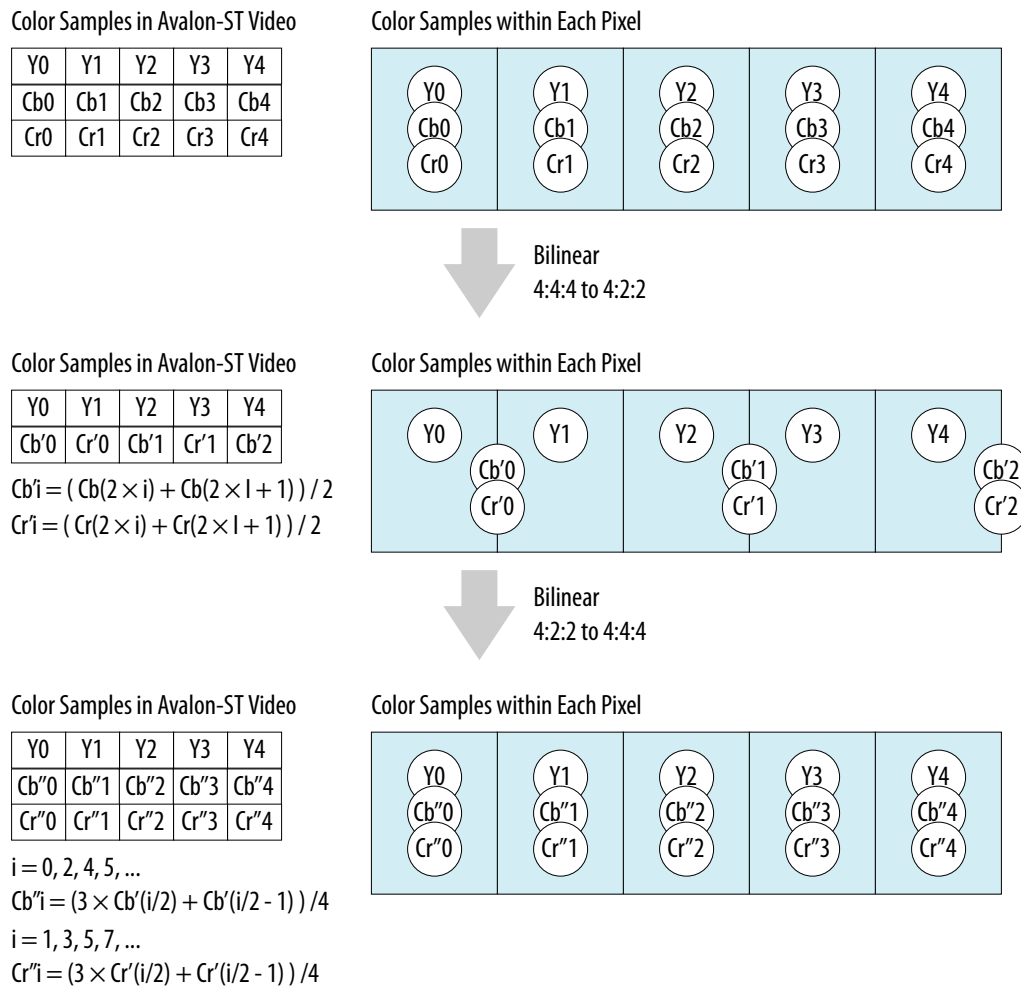 Color Samples in Avalon-ST Video
Y0 Y1 Y2 Y3 Y4
Cb0 Cb1 Cb2 Cb3 Cb4
Cr0 Cr1 Cr2 Cr3 Cr4
Color Samples within Each Pixel
Y0 Y1 Y2 Y3 Y4
Cb0 Cb1 Cb2 Cb3 Cb4
Cr0 Cr1 Cr2 Cr3 Cr4
Bilinear
4:4:4 to 4:2:2
Color Samples in Avalon-ST Video
Y0 Y1 Y2 Y3 Y4
Cb′0 Cr′0 Cb′1 Cr′1 Cb′2
Cb′i = ( Cb(2 × i) + Cb(2 × I + 1) ) / 2
Cr′i = ( Cr(2 × i) + Cr(2 × I + 1) ) / 2
Color Samples within Each Pixel
Y0 Y1 Y2 Y3 Y4
Cb′0 Cb′1 Cb′2
Cr′0 Cr′1 Cr′2
Bilinear
4:2:2 to 4:4:4
Color Samples in Avalon-ST Video
Y0 Y1 Y2 Y3 Y4
Cb″0 Cb″1 Cb″2 Cb″3 Cb″4
Cr″0 Cr″1 Cr″2 Cr″3 Cr″4
i = 0, 2, 4, 5, ...
Cb″i = (3 × Cb′(i/2) + Cb′(i/2 - 1) ) /4
i = 1, 3, 5, 7, ...
Cr″i = (3 × Cr′(i/2) + Cr′(i/2 - 1) ) /4
Color Samples within Each Pixel
Y0 Y1 Y2 Y3 Y4
Cb″0 Cb″1 Cb″2 Cb″3 Cb″4
Cr″0 Cr″1 Cr″2 Cr″3 Cr″4